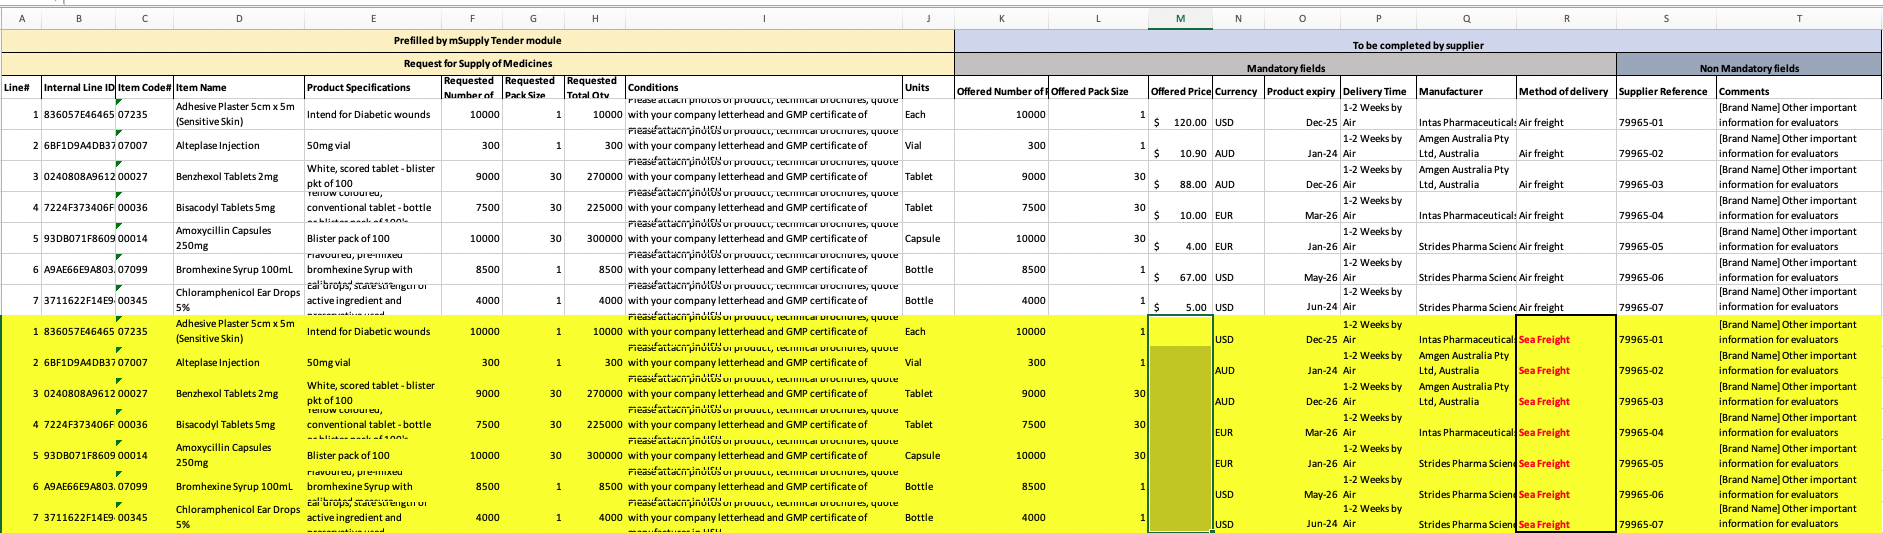 A B C D E F G H I J K L M N O P Q R S T
Prefilled by mSupply Tender module To be completed by supplier
Request for Supply of Medicines Mandatory fields Non Mandatory fields
Line# Internal Line ID Item Code# Item Name Product Specifications Requested Number of Requested Pack Size Requested Total Qty Conditions Units Offered Number of Offered Pack Size Offered Price Currency Product expiry Delivery Time Manufacturer Method of delivery Supplier Reference Comments
1 836057E46465 07235 Adhesive Plaster 5cm x 5m (Sensitive Skin) Intend for Diabetic wounds 10000 1 10000 Please attach photos of product, technical brochures, quote with your company letterhead and GMP certificate of Each 10000 1 $ 120.00 USD Dec-25 1-2 Weeks by Air Intas Pharmaceuticals Air freight 79965-01 [Brand Name] Other important information for evaluators
2 6BF1D9A4DB37 07007 Alteplase Injection 50mg vial 300 1 300 Please attach photos of product, technical brochures, quote with your company letterhead and GMP certificate of Vial 300 1 $ 10.90 AUD Jan-24 1-2 Weeks by Air Amgen Australia Pty Ltd, Australia Air freight 79965-02 [Brand Name] Other important information for evaluators
3 0240808A9612 00027 Benzhexol Tablets 2mg White, scored tablet - blister pkt of 100 9000 30 270000 Please attach photos of product, technical brochures, quote with your company letterhead and GMP certificate of Tablet 9000 30 $ 88.00 AUD Dec-26 1-2 Weeks by Air Amgen Australia Pty Ltd, Australia Air freight 79965-03 [Brand Name] Other important information for evaluators
4 7224F373406F 00036 Bisacodyl Tablets 5mg Yellow coloured, conventional tablet - bottle or blister pack of 100's 7500 30 225000 Please attach photos of product, technical brochures, quote with your company letterhead and GMP certificate of Tablet 7500 30 $ 10.00 EUR Mar-26 1-2 Weeks by Air Intas Pharmaceuticals Air freight 79965-04 [Brand Name] Other important information for evaluators
5 93DB071F8609 00014 Amoxycillin Capsules 250mg Blister pack of 100 10000 30 300000 Please attach photos of product, technical brochures, quote with your company letterhead and GMP certificate of Capsule 10000 30 $ 4.00 EUR Jan-26 1-2 Weeks by Air Strides Pharma Scien Air freight 79965-05 [Brand Name] Other important information for evaluators
6 A9AE66E9A803 07099 Bromhexine Syrup 100mL Flavoured, pre-mixed bromhexine Syrup with 8500 1 8500 Please attach photos of product, technical brochures, quote with your company letterhead and GMP certificate of Bottle 8500 1 $ 67.00 USD May-26 1-2 Weeks by Air Strides Pharma Scien Air freight 79965-06 [Brand Name] Other important information for evaluators
7 3711622F14E9 00345 Chloramphenicol Ear Drops 5% Ear drops, state strength of active ingredient and 4000 1 4000 Please attach photos of product, technical brochures, quote with your company letterhead and GMP certificate of Bottle 4000 1 $ 5.00 USD Jun-24 1-2 Weeks by Air Strides Pharma Scien Air freight 79965-07 [Brand Name] Other important information for evaluators
1 836057E46465 07235 Adhesive Plaster 5cm x 5m (Sensitive Skin) Intend for Diabetic wounds 10000 1 10000 Please attach photos of product, technical brochures, quote with your company letterhead and GMP certificate of Each 10000 1 USD Dec-25 1-2 Weeks by Air Intas Pharmaceuticals Sea Freight 79965-01 [Brand Name] Other important information for evaluators
2 6BF1D9A4DB37 07007 Alteplase Injection 50mg vial 300 1 300 Please attach photos of product, technical brochures, quote with your company letterhead and GMP certificate of Vial 300 1 AUD Jan-24 1-2 Weeks by Air Amgen Australia Pty Ltd, Australia Sea Freight 79965-02 [Brand Name] Other important information for evaluators
3 0240808A9612 00027 Benzhexol Tablets 2mg White, scored tablet - blister pkt of 100 9000 30 270000 Please attach photos of product, technical brochures, quote with your company letterhead and GMP certificate of Tablet 9000 30 AUD Dec-26 1-2 Weeks by Air Amgen Australia Pty Ltd, Australia Sea Freight 79965-03 [Brand Name] Other important information for evaluators
4 7224F373406F 00036 Bisacodyl Tablets 5mg Yellow coloured, conventional tablet - bottle or blister pack of 100's 7500 30 225000 Please attach photos of product, technical brochures, quote with your company letterhead and GMP certificate of Tablet 7500 30 EUR Mar-26 1-2 Weeks by Air Intas Pharmaceuticals Sea Freight 79965-04 [Brand Name] Other important information for evaluators
5 93DB071F8609 00014 Amoxycillin Capsules 250mg Blister pack of 100 10000 30 300000 Please attach photos of product, technical brochures, quote with your company letterhead and GMP certificate of Capsule 10000 30 EUR Jan-26 1-2 Weeks by Air Strides Pharma Scien Sea Freight 79965-05 [Brand Name] Other important information for evaluators
6 A9AE66E9A803 07099 Bromhexine Syrup 100mL Flavoured, pre-mixed bromhexine Syrup with 8500 1 8500 Please attach photos of product, technical brochures, quote with your company letterhead and GMP certificate of Bottle 8500 1 USD May-26 1-2 Weeks by Air Strides Pharma Scien Sea Freight 79965-06 [Brand Name] Other important information for evaluators
7 3711622F14E9 00345 Chloramphenicol Ear Drops 5% Ear drops, state strength of active ingredient and 4000 1 4000 Please attach photos of product, technical brochures, quote with your company letterhead and GMP certificate of Bottle 4000 1 USD Jun-24 1-2 Weeks by Air Strides Pharma Scien Sea Freight 79965-07 [Brand Name] Other important information for evaluators